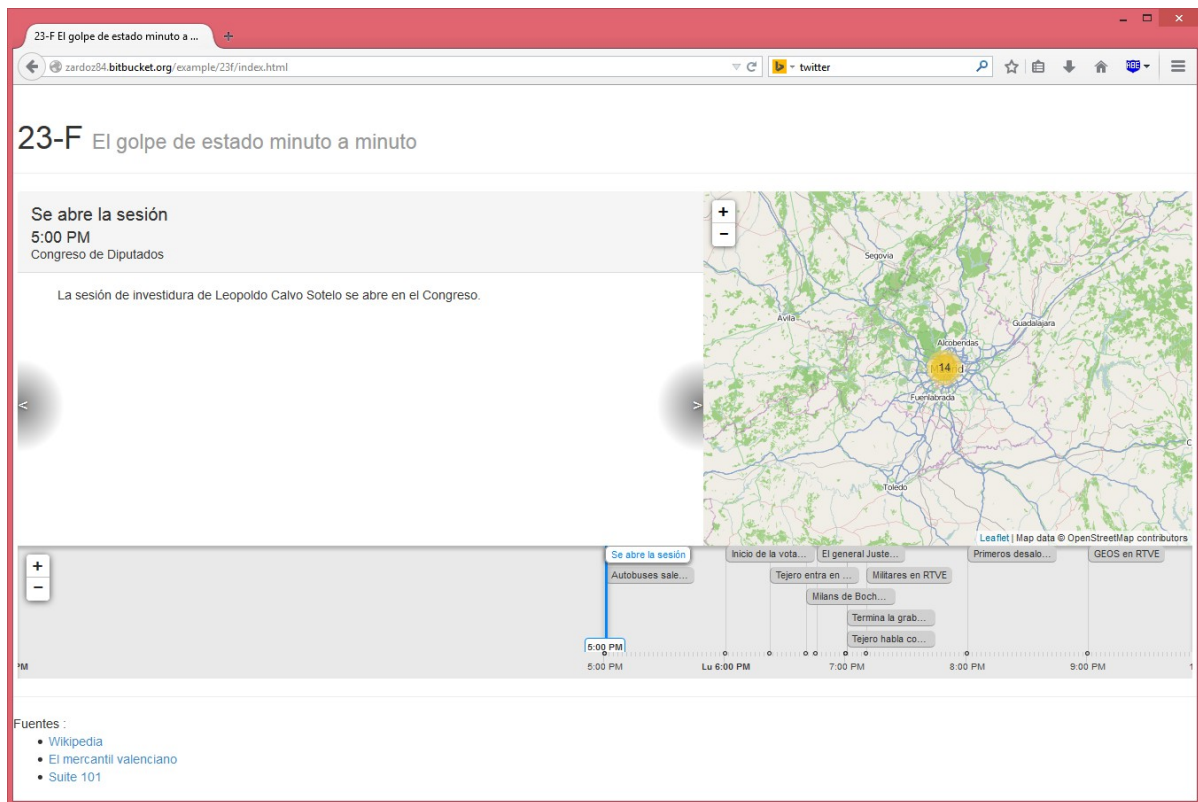 23-F El golpe de estado minuto a ...
zardoz84.bitbucket.org/example/23f/index.html
twitter
23-F El golpe de estado minuto a minuto
Se abre la sesión
5:00 PM
Congreso de Diputados
La sesión de investidura de Leopoldo Calvo Sotelo se abre en el Congreso.
<
>
+
−
Segovia
Ávila
Guadalajara
Alcobendas
14
Fuenlabrada
Toledo
Leaflet | Map data © OpenStreetMap contributors
+
−
Se abre la sesión
Inicio de la vota...
El general Juste...
Primeros desalo...
GEOS en RTVE
Autobuses sale...
Tejero entra en ...
Militares en RTVE
Milans de Boch...
Termina la grab...
Tejero habla co...
5:00 PM
5:00 PM
Lu 6:00 PM
7:00 PM
8:00 PM
9:00 PM
Fuentes :
• Wikipedia
• El mercantil valenciano
• Suite 101